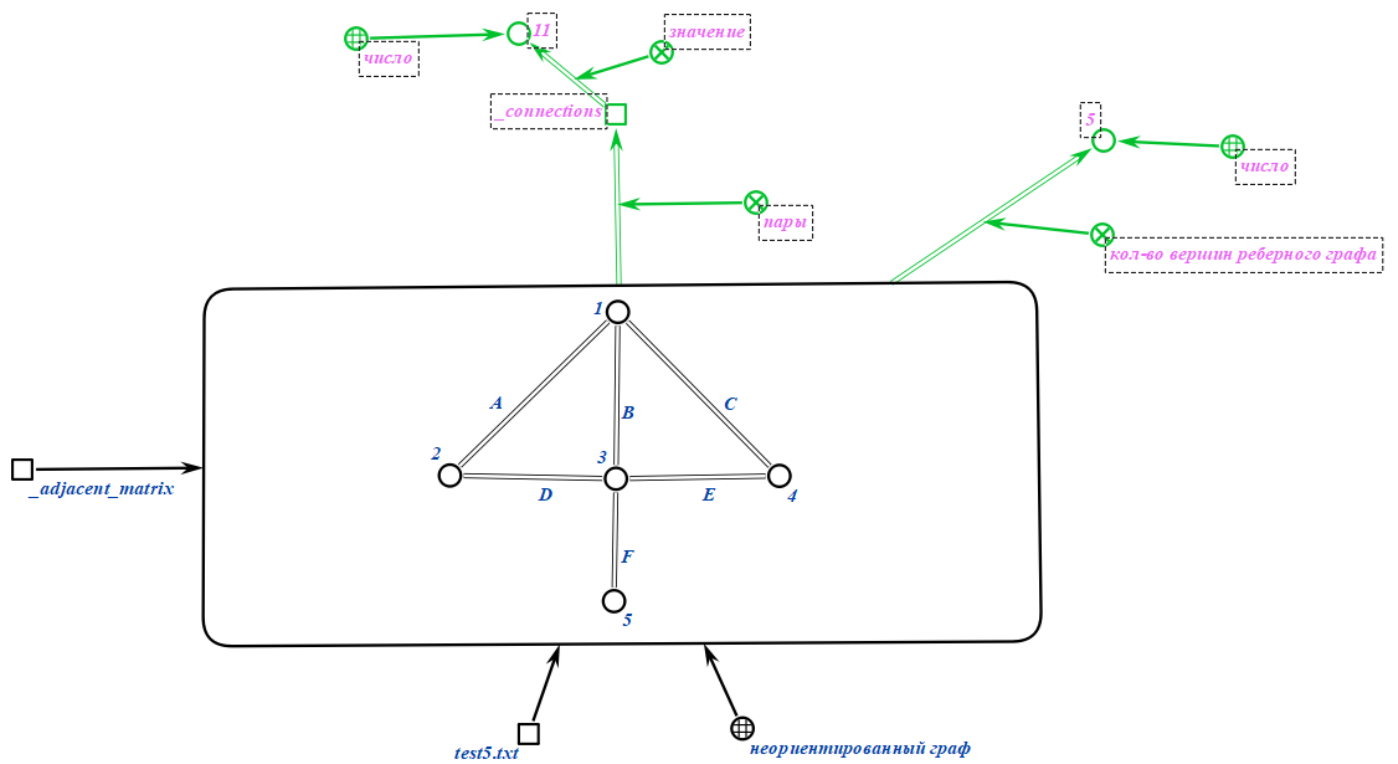 11
значение
число
_connections
5
число
пары
кол-во вершин реберного графа
1
A
B
C
2
3
4
_adjacent_matrix
D
E
F
5
test5.txt
неориентированный граф